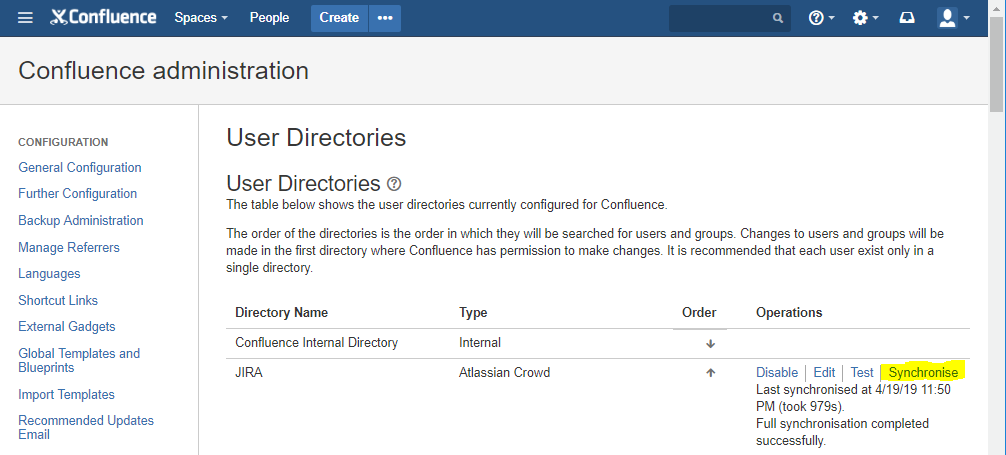 Confluence Spaces People Create •••
Confluence administration
CONFIGURATION
General Configuration
Further Configuration
Backup Administration
Manage Referrers
Languages
Shortcut Links
External Gadgets
Global Templates and
Blueprints
Import Templates
Recommended Updates
Email
User Directories
User Directories
The table below shows the user directories currently configured for Confluence.
The order of the directories is the order in which they will be searched for users and groups. Changes to users and groups will be
made in the first directory where Confluence has permission to make changes. It is recommended that each user exist only in a
single directory.
Directory Name Type Order Operations
Confluence Internal Directory Internal
JIRA Atlassian Crowd Disable Edit Test Synchronise
Last synchronised at 4/19/19 11:50
PM (took 979s).
Full synchronisation completed
successfully.